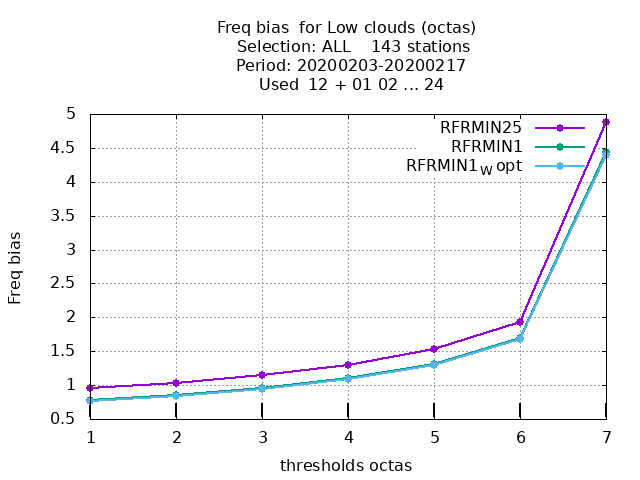 Freq bias  for Low clouds (octas)
Selection: ALL    143 stations
Period: 20200203-20200217
Used  12 + 01 02 ... 24
RFRMIN25
RFRMIN1
RFRMIN1W opt
5
4.5
4
3.5
3
2.5
2
1.5
1
0.5
Freq bias
1 2 3 4 5 6 7
thresholds octas